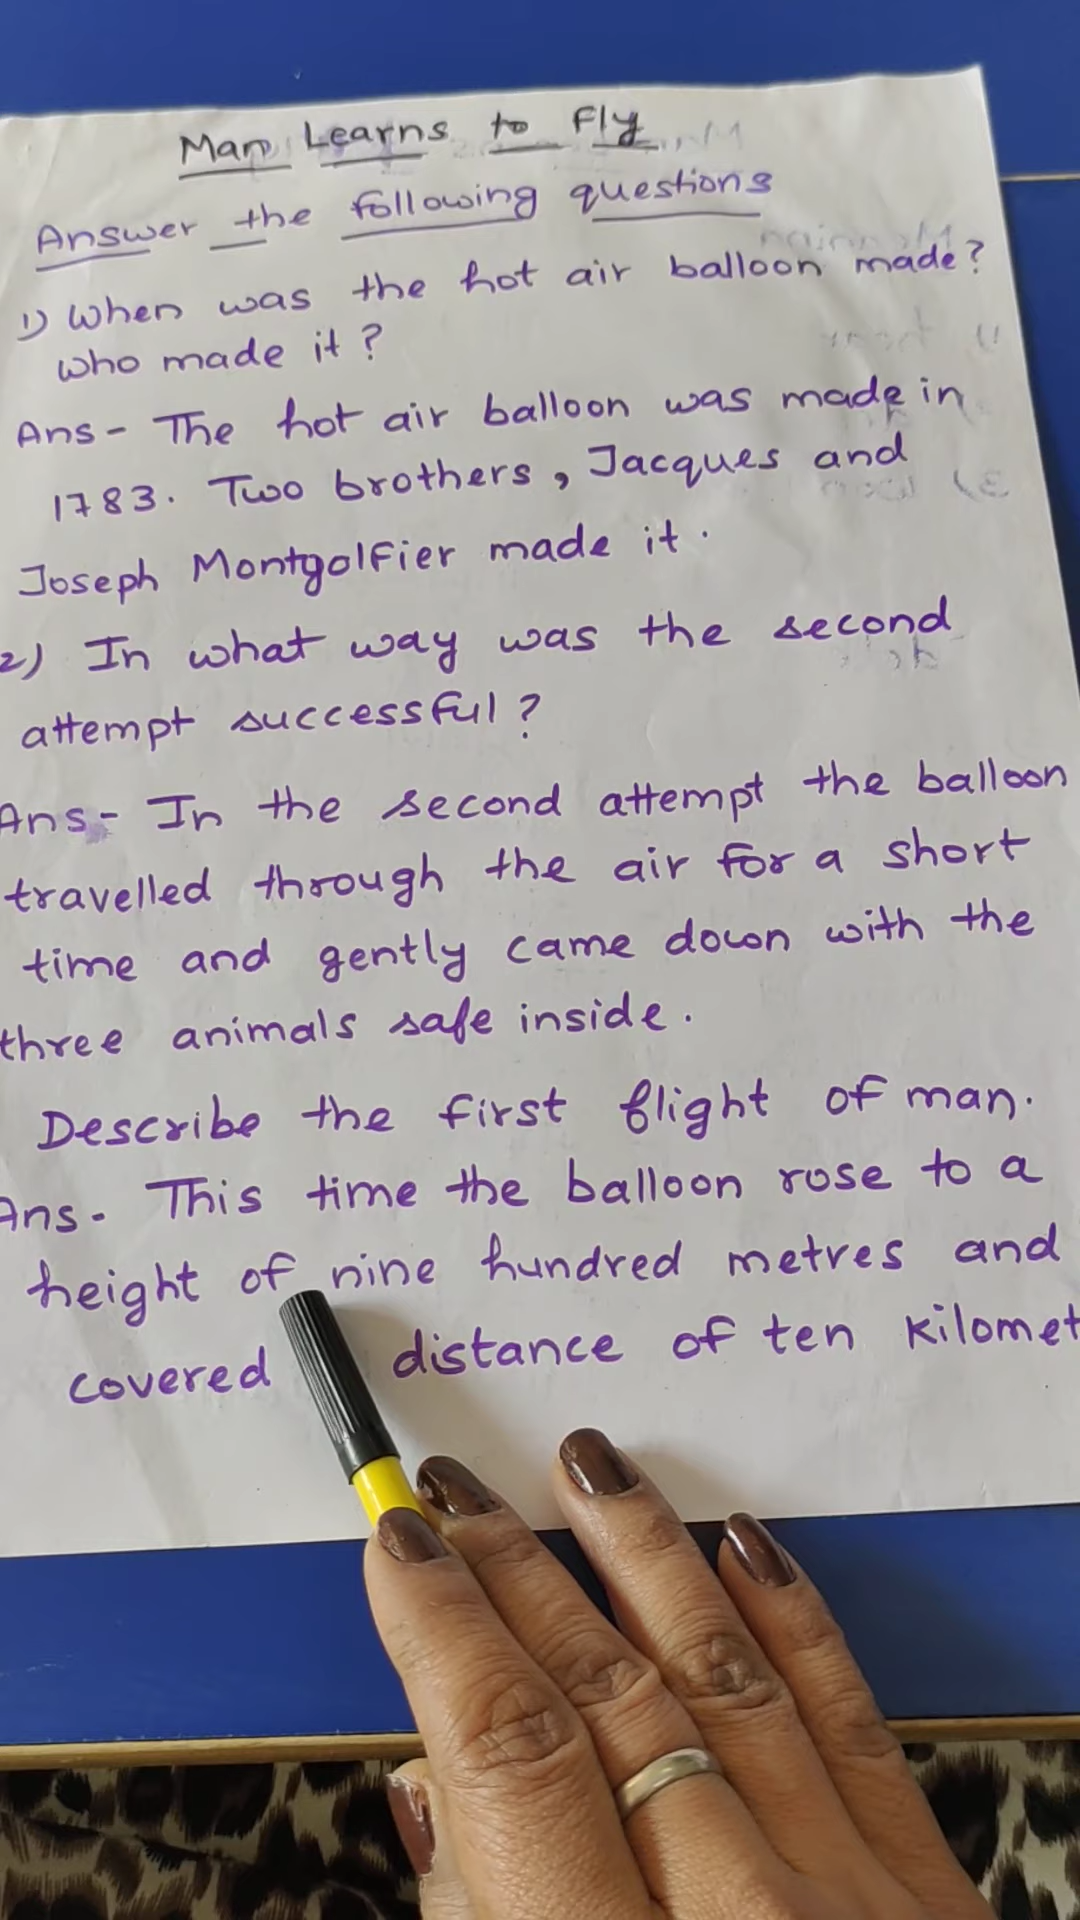 Man Learns to Fly
Answer the following questions
1) When was the hot air balloon made?
who made it?
Ans - The hot air balloon was made in
1783. Two brothers, Jacques and
Joseph Montgolfier made it.
2) In what way was the second
attempt successful?
Ans - In the second attempt the balloon
travelled through the air for a short
time and gently came down with the
three animals safe inside.
Describe the first flight of man.
Ans. This time the balloon rose to a
height of nine hundred metres and
covered distance of ten kilomet